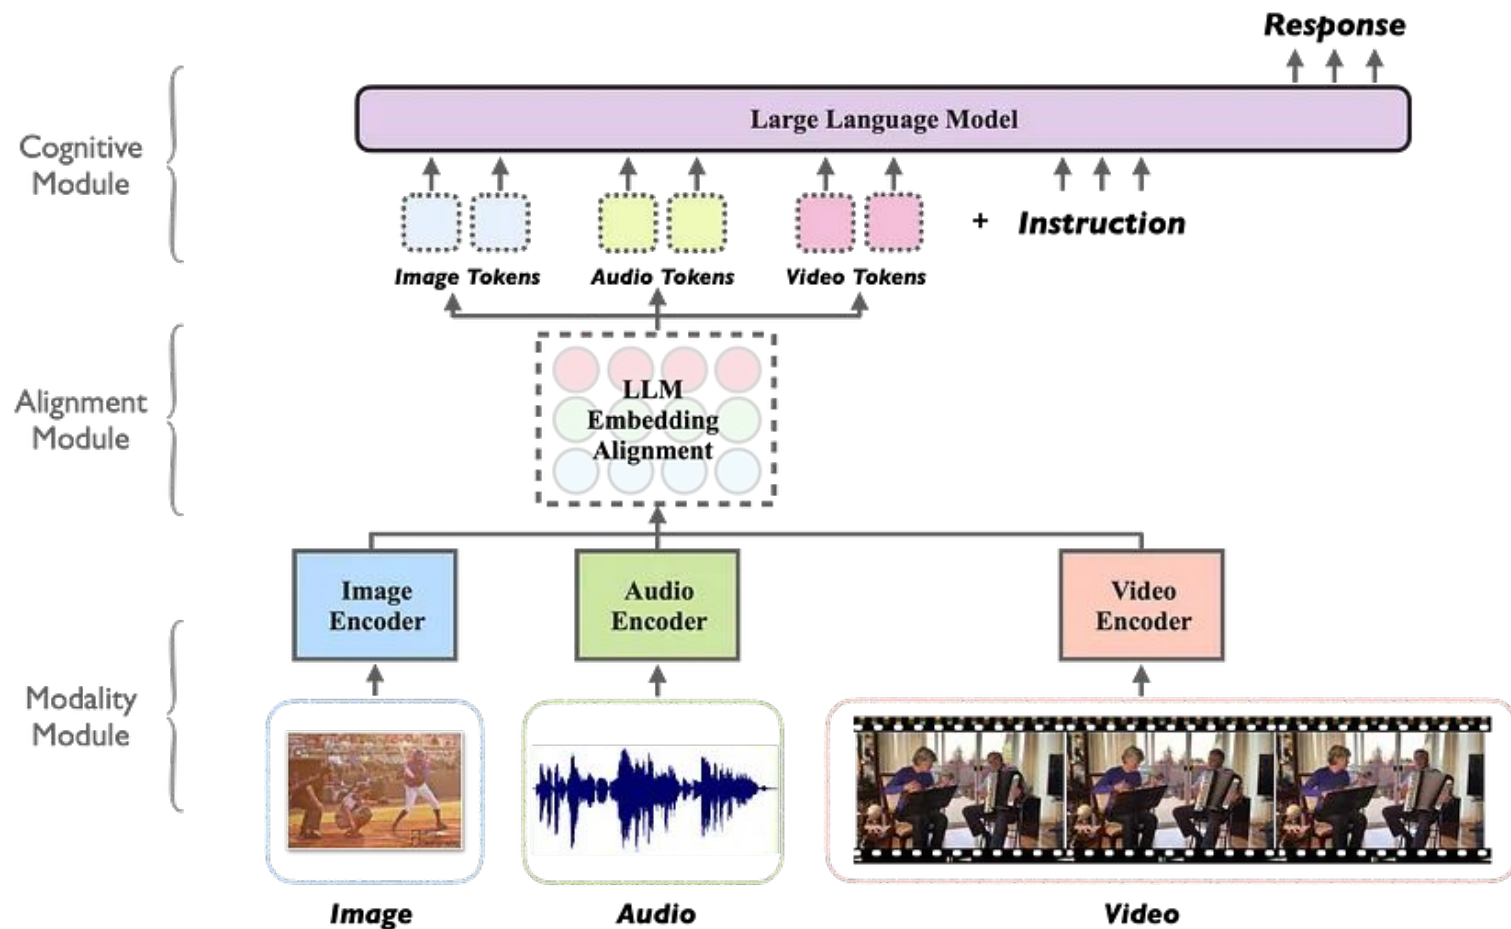 Response
Cognitive
Module
Large Language Model
+ Instruction
Image Tokens
Audio Tokens
Video Tokens
Alignment
Module
LLM
Embedding
Alignment
Image
Encoder
Audio
Encoder
Video
Encoder
Modality
Module
Image
Audio
Video